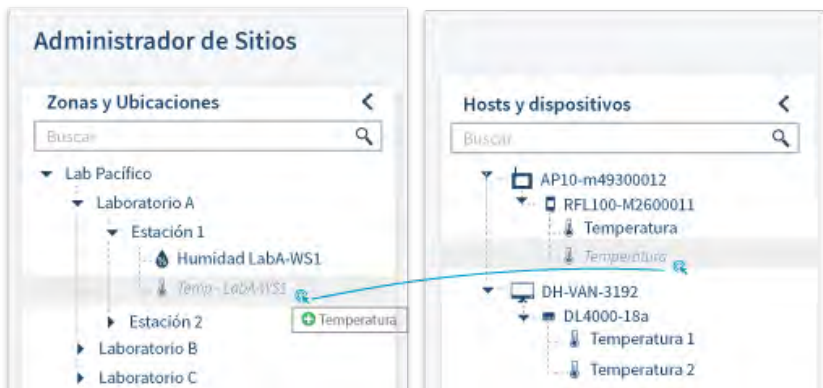 Administrador de Sitios
Zonas y Ubicaciones
Buscar
Lab Pacífico
Laboratorio A
Estación 1
Humidad LabA-WS1
Temp - LabA-WS1
Temperatura
Estación 2
Laboratorio B
Laboratorio C
Hosts y dispositivos
Buscar
AP10-m49300012
RFL100-M2600011
Temperatura
Temperatura
DH-VAN-3192
DL4000-18a
Temperatura 1
Temperatura 2